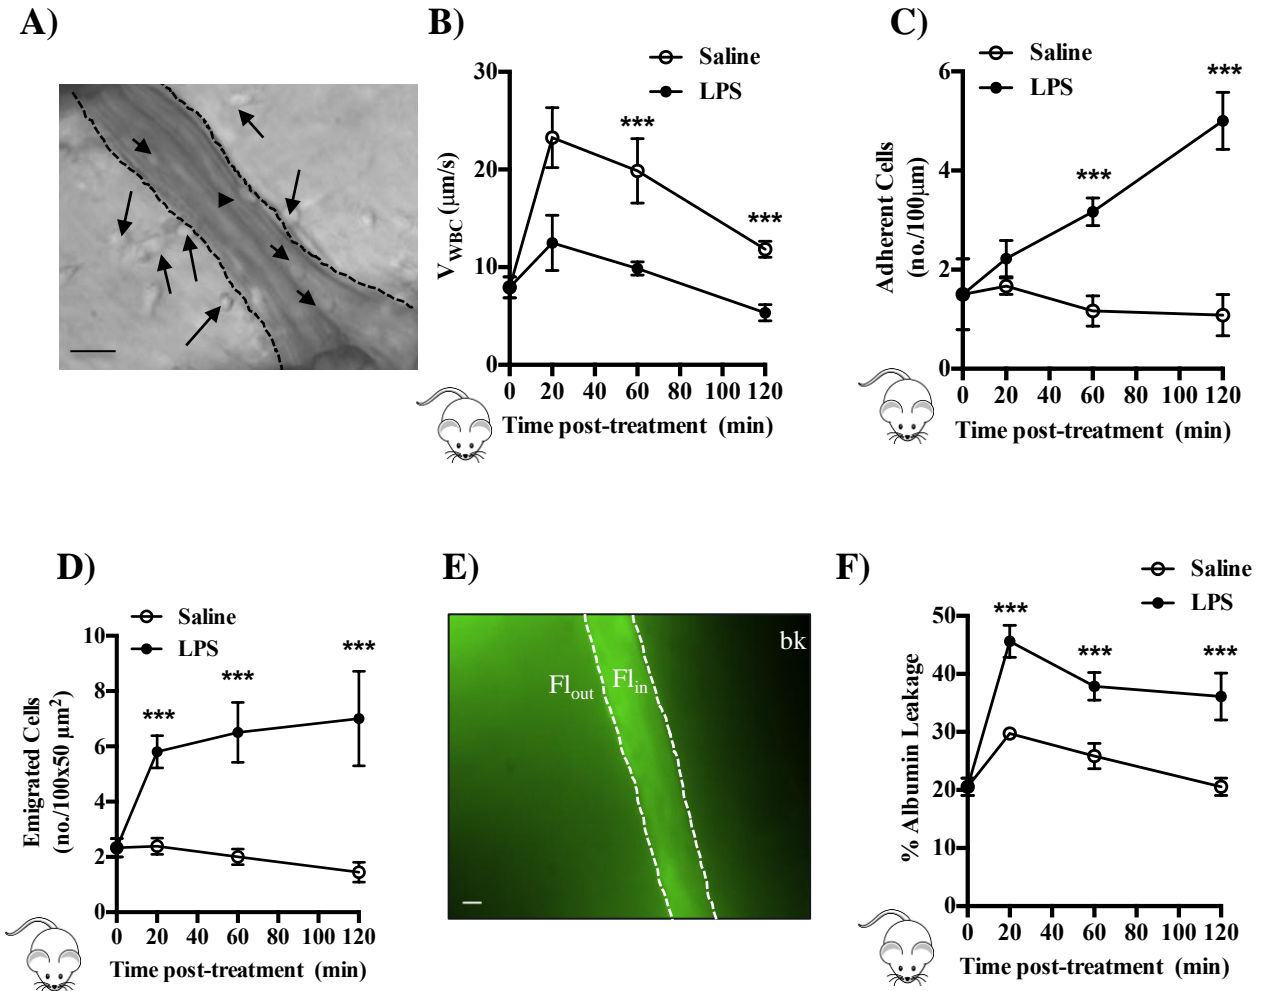 A)
B)
Saline
LPS
30
20
10
0
V_WBC (μm/s)
***
***
0 20 40 60 80 100 120
Time post-treatment (min)
C)
Saline
LPS
6
4
2
0
Adherent Cells
(no./100μm)
***
***
0 20 40 60 80 100 120
Time post-treatment (min)
D)
Saline
LPS
10
8
6
4
2
0
Emigrated Cells
(no./100x50 μm²)
***
***
***
0 20 60 80 100 120
Time post-treatment (min)
E)
bk
Fl_out
Fl_in
F)
Saline
LPS
50
40
30
20
10
0
% Albumin Leakage
***
***
***
0 20 40 60 80 100 120
Time post-treatment (min)